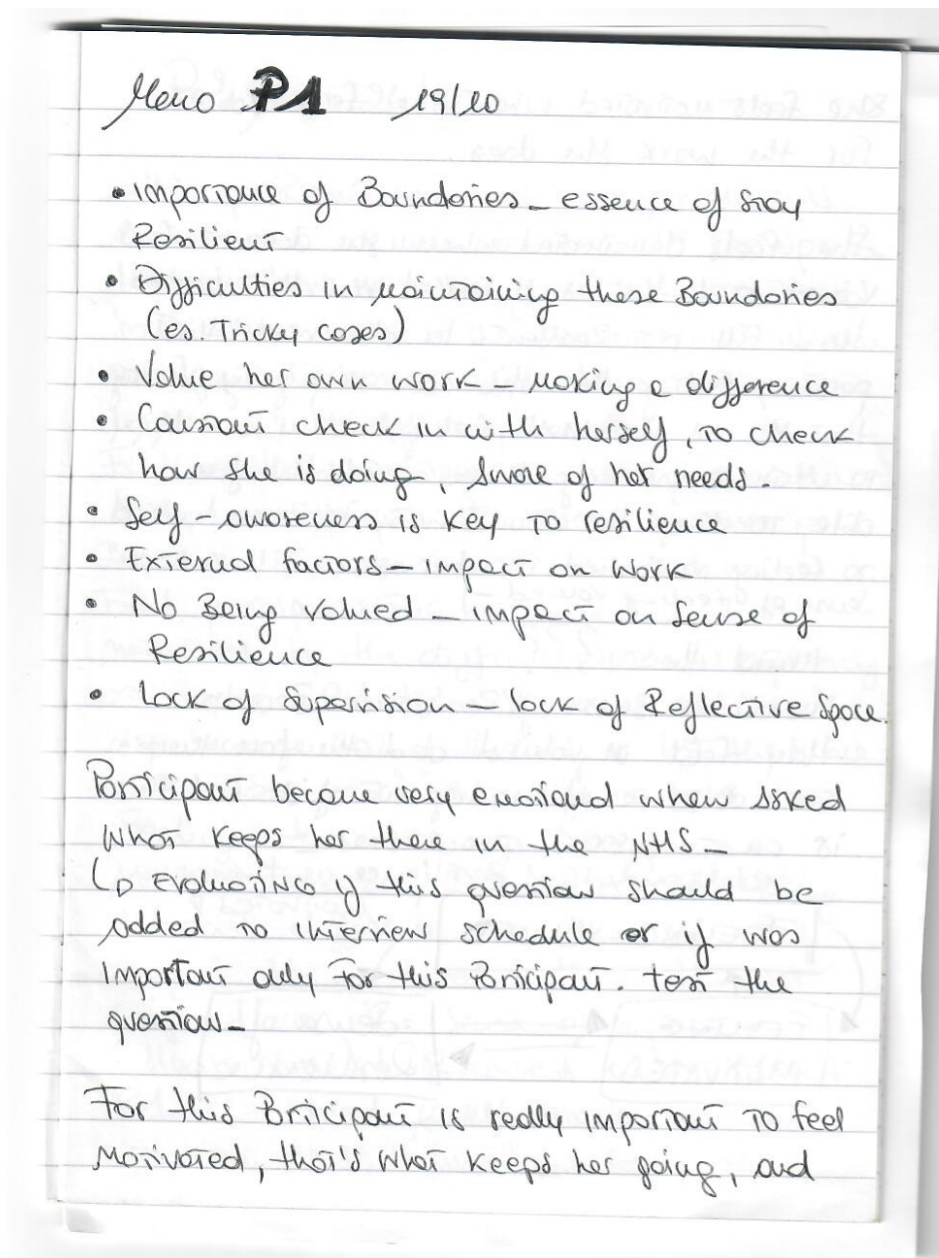 Memo P1 19/10
• Importance of Boundaries - essence of stay
Resilient
• Difficulties in maintaining these Boundaries
(es. Tricky cases)
• Value her own work - making a difference
• Constant check in with herself, to check
how she is doing, aware of her needs.
• Self-awareness is key to resilience
• External factors - impact on work
• No Being valued - impact on sense of
Resilience
• Lack of Supervision - lack of Reflective Space
Participant become very emotional when asked
what keeps her there in the NHS -
↳ Evaluating if this question should be
added to interview schedule or if was
important only for this Participant. test the
question -
For this Participant is really important to feel
motivated, that's what keeps her going, and